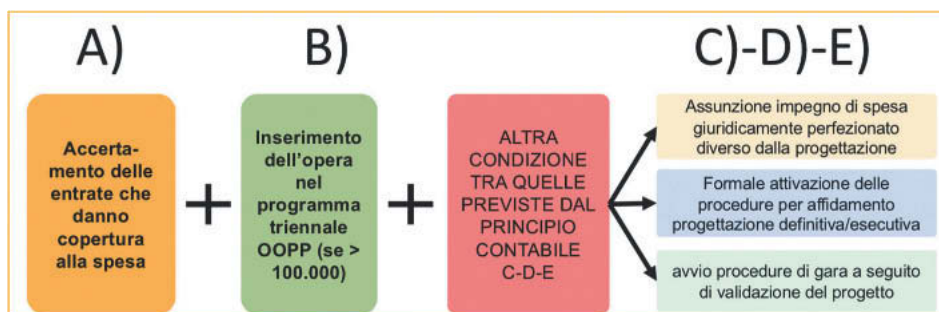 A)
B)
C)-D)-E)
Accerta-
mento delle
entrate che
danno
copertura
alla spesa
+
Inserimento
dell'opera
nel
programma
triennale
OOPP (se >
100.000)
+
ALTRA
CONDIZIONE
TRA QUELLE
PREVISTE DAL
PRINCIPIO
CONTABILE
C-D-E
Assunzione impegno di spesa
giuridicamente perfezionato
diverso dalla progettazione
Formale attivazione delle
procedure per affidamento
progettazione definitiva/esecutiva
avvio procedure di gara a seguito
di validazione del progetto